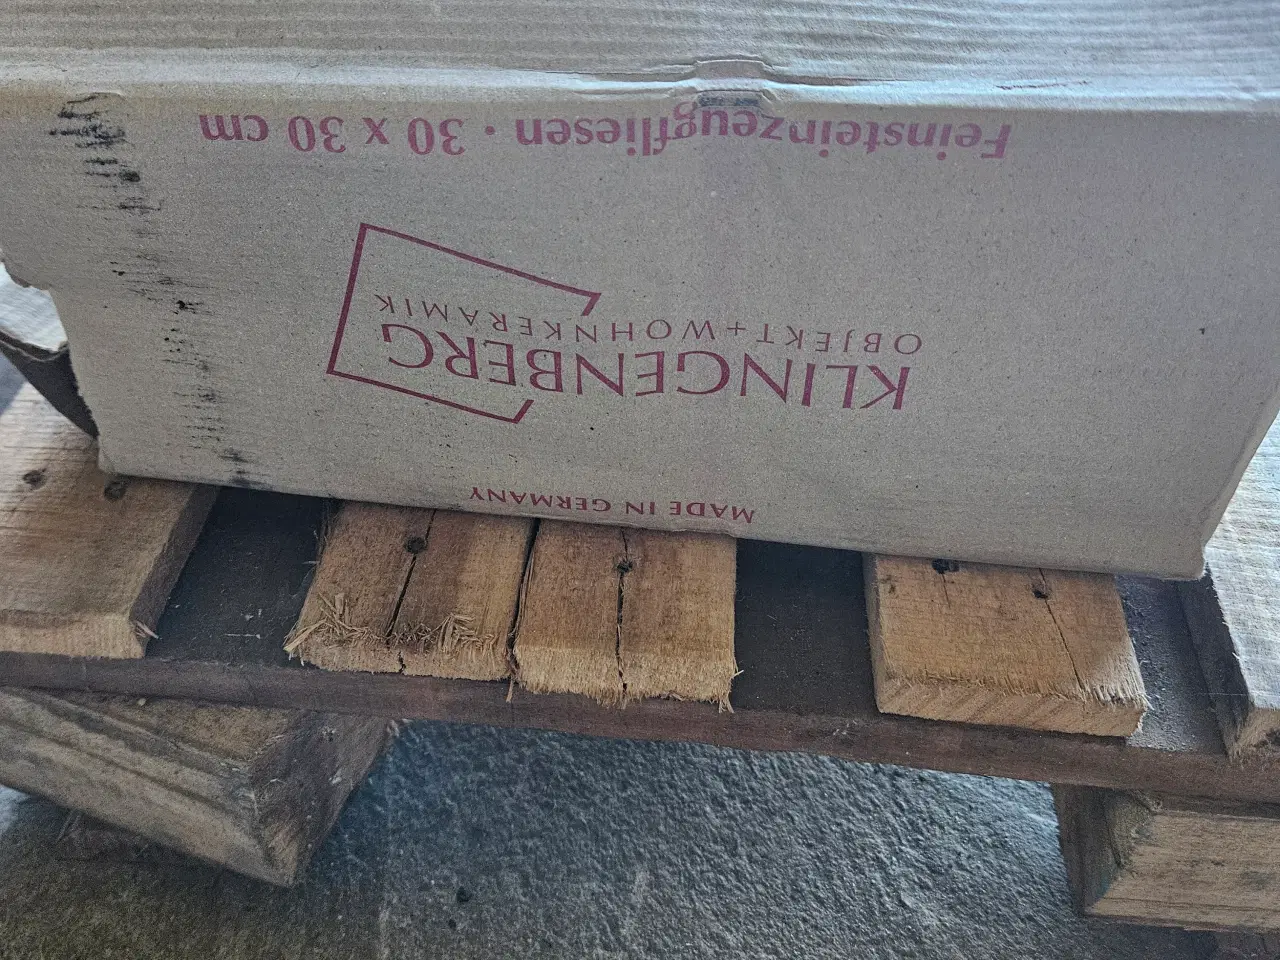 MADE IN GERMANY
KLINGENBERG
OBJEKT+WOHNKERAMIK
Feinsteinzeugfliesen · 30 x 30 cm